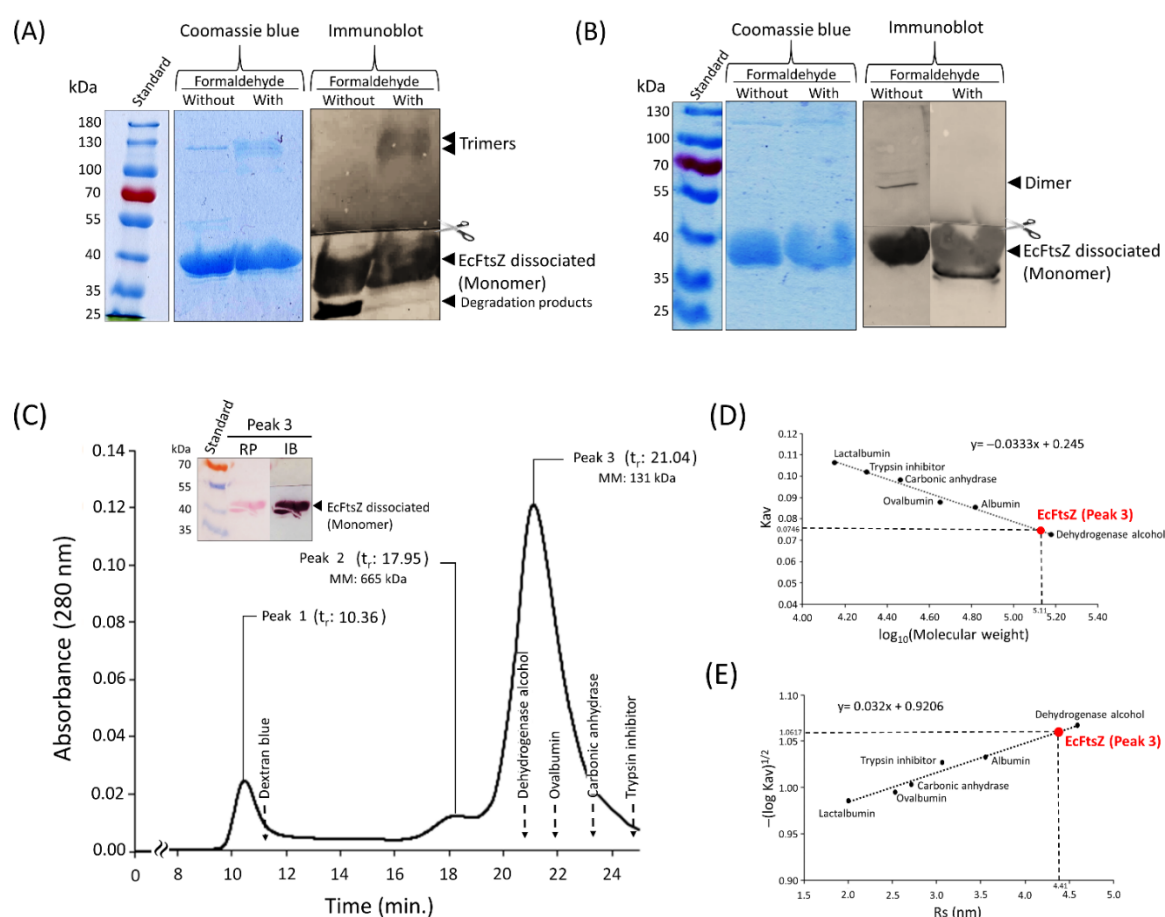 (A)
Coomassie blue
Immunoblot
Formaldehyde
Formaldehyde
kDa
Standard
Without
With
Without
With
180
130
100
70
55
40
35
25
Trimers
EcFtsZ dissociated
(Monomer)
Degradation products
(B)
Coomassie blue
Immunoblot
Formaldehyde
Formaldehyde
kDa
Standard
Without
With
Without
With
130
100
70
55
40
35
25
Dimer
EcFtsZ dissociated
(Monomer)
(C)
Absorbance (280 nm)
0.14
0.12
0.10
0.08
0.06
0.04
0.02
0.00
Standard
Peak 3
kDa
RP
IB
70
55
40
35
EcFtsZ dissociated
(Monomer)
Peak 3 (tr: 21.04)
MM: 131 kDa
Peak 2 (tr: 17.95)
MM: 665 kDa
Peak 1 (tr: 10.36)
Dextran blue
Dehydrogenase alcohol
Ovalbumin
Carbonic anhydrase
Trypsin inhibitor
0
8
10
12
14
16
18
20
22
24
Time (min.)
(D)
y= −0.0333x + 0.245
Kav
0.12
0.11
0.10
0.09
0.08
0.0746
0.07
0.06
0.05
0.04
Lactalbumin
Trypsin inhibitor
Carbonic anhydrase
Ovalbumin
Albumin
EcFtsZ (Peak 3)
Dehydrogenase alcohol
4.00
4.20
4.40
4.60
4.80
5.00
5.11
5.20
5.40
log10(Molecular weight)
(E)
y= 0.032x + 0.9206
−(log Kav)1/2
1.10
1.0617
1.05
1.00
0.95
0.90
Dehydrogenase alcohol
EcFtsZ (Peak 3)
Trypsin inhibitor
Albumin
Carbonic anhydrase
Ovalbumin
Lactalbumin
1.5
2.0
2.5
3.0
3.5
4.0
4.41
4.5
5.0
Rs (nm)